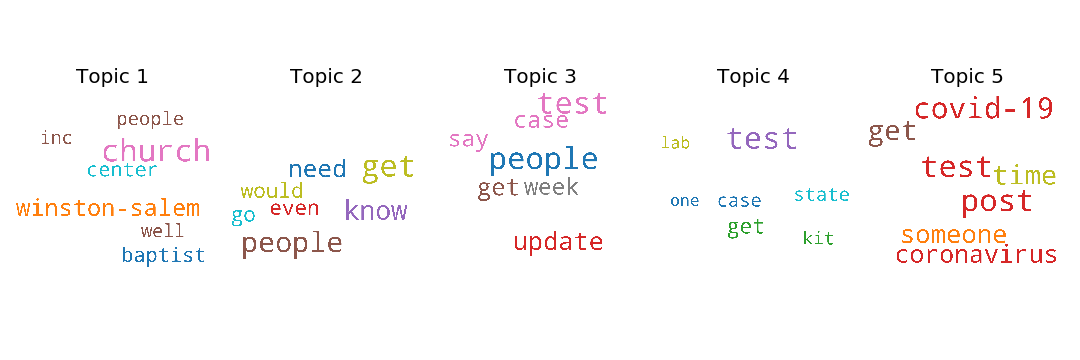 Topic 1
people
inc
church
center
winston-salem
well
baptist
Topic 2
need
get
would
go
even
know
people
Topic 3
test
case
say
people
get week
update
Topic 4
lab
test
one
case
state
get
kit
Topic 5
covid-19
get
test
time
post
someone
coronavirus